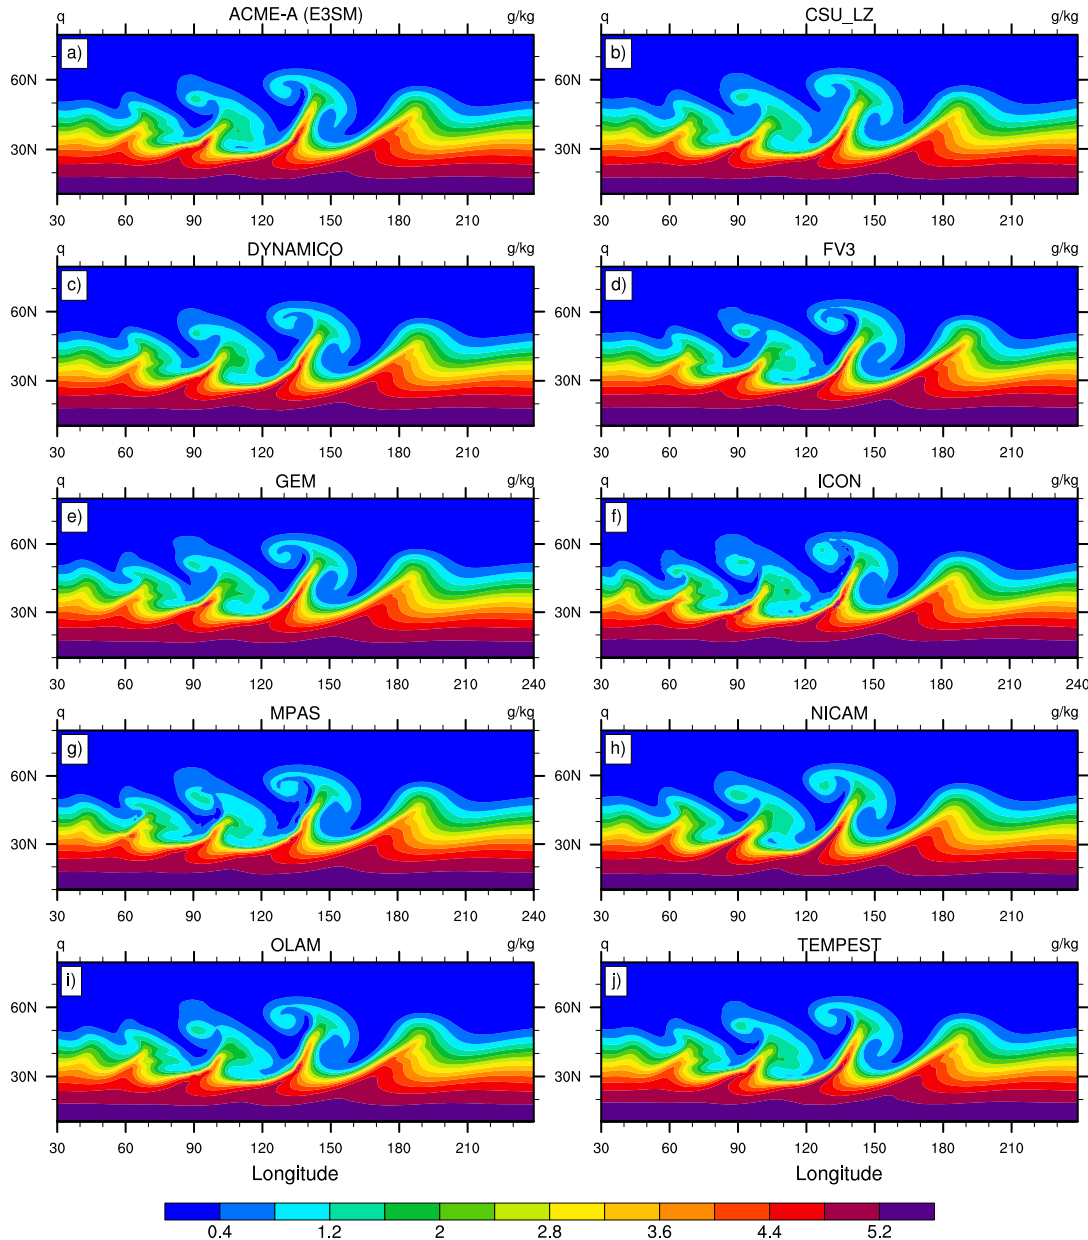 ACME-A (E3SM) CSU_LZ
a) b)
60N
30N
30 60 90 120 150 180 210 30 60 90 120 150 180 210
q g/kg q g/kg
DYNAMICO FV3
c) d)
60N
30N
30 60 90 120 150 180 210 30 60 90 120 150 180 210
q g/kg q g/kg
GEM ICON
e) f)
60N 60N
30N 30N
30 60 90 120 150 180 210 240 30 60 90 120 150 180 210 240
q g/kg q g/kg
MPAS NICAM
g) h)
60N 60N
30N 30N
30 60 90 120 150 180 210 240 30 60 90 120 150 180 210
q g/kg q g/kg
OLAM TEMPEST
i) j)
60N 60N
30N 30N
30 60 90 120 150 180 210 30 60 90 120 150 180 210
Longitude Longitude
0.4 1.2 2 2.8 3.6 4.4 5.2